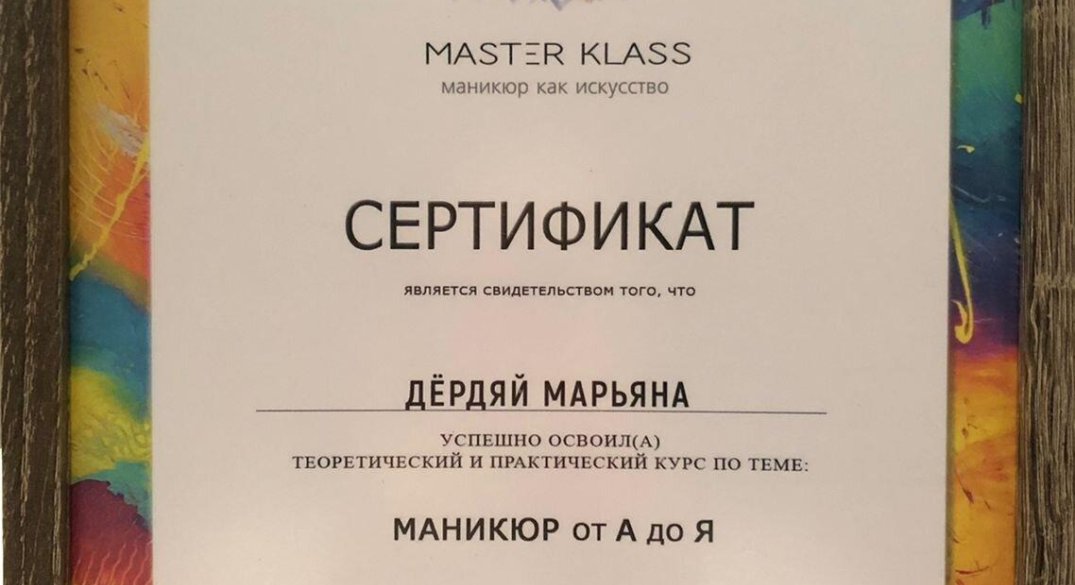 MASTER KLASS
маникюр как искусство
СЕРТИФИКАТ
ЯВЛЯЕТСЯ СВИДЕТЕЛЬСТВОМ ТОГО, ЧТО
ДЁРДЯЙ МАРЬЯНА
УСПЕШНО ОСВОИЛ(А)
ТЕОРЕТИЧЕСКИЙ И ПРАКТИЧЕСКИЙ КУРС ПО ТЕМЕ:
МАНИКЮР от А до Я